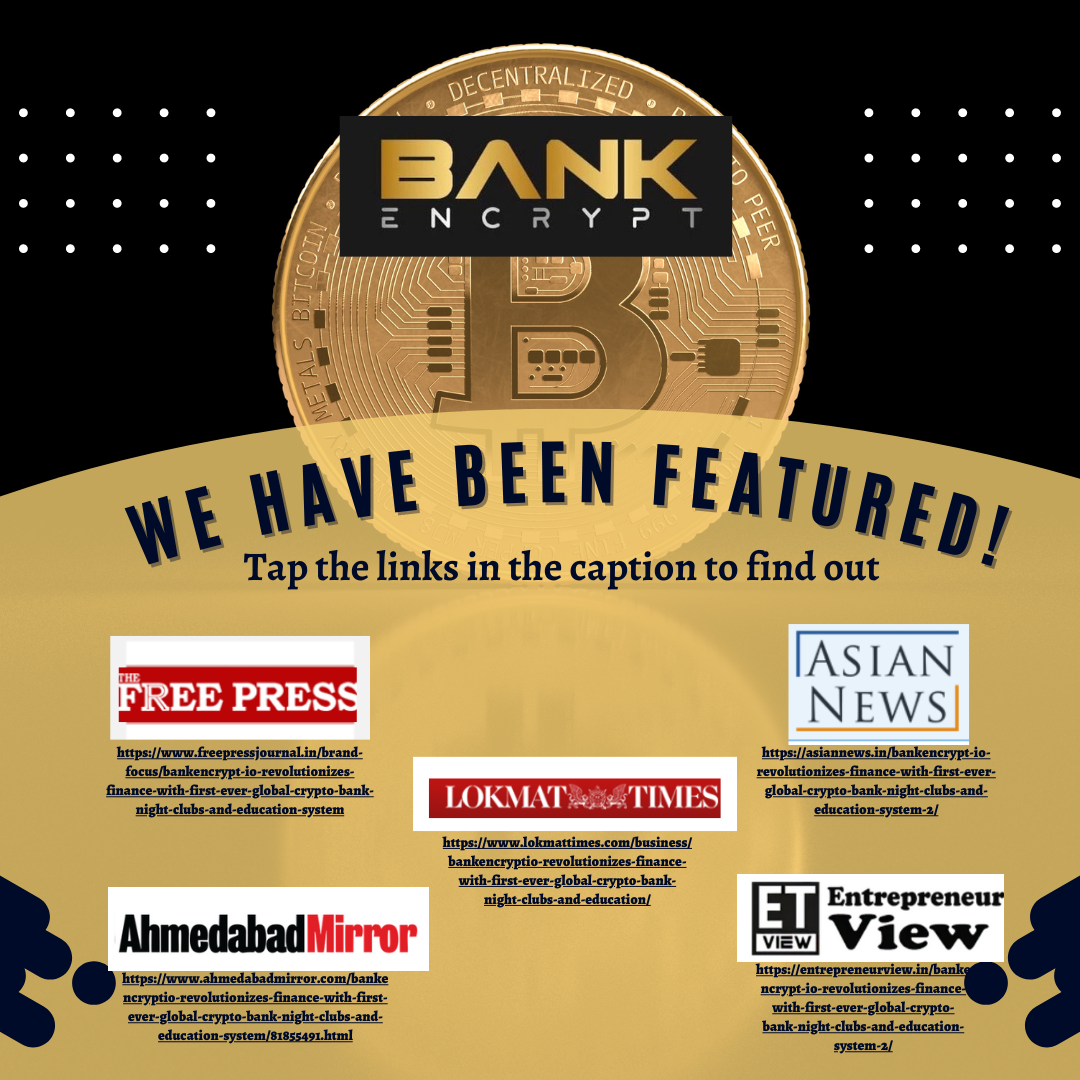 DECENTRALIZED
BANK
ENCRYPT
TO PEER
BITCOIN
METALS
WE HAVE BEEN FEATURED!
Tap the links in the caption to find out
THE
FREE PRESS
https://www.freepressjournal.in/brand-
focus/bankencrypt-io-revolutionizes-
finance-with-first-ever-global-crypto-bank-
night-clubs-and-education-system
ASIAN
NEWS
https://asiannews.in/bankencrypt-io-
revolutionizes-finance-with-first-ever-
global-crypto-bank-night-clubs-and-
education-system-2/
LOKMAT TIMES
https://www.lokmattimes.com/business/
bankencryptio-revolutionizes-finance-
with-first-ever-global-crypto-bank-
night-clubs-and-education/
AhmedabadMirror
https://www.ahmedabadmirror.com/banke
ncryptio-revolutionizes-finance-with-first-
ever-global-crypto-bank-night-clubs-and-
education-system/81855491.html
ET
VIEW
Entrepreneur
View
https://entrepreneurview.in/banke
ncrypt-io-revolutionizes-finance-
with-first-ever-global-crypto-
bank-night-clubs-and-education-
system-2/